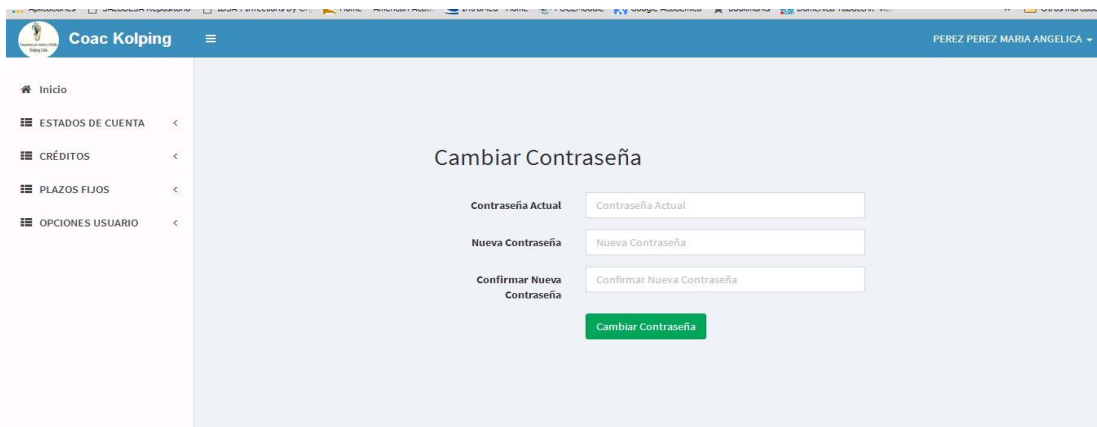 Coac Kolping
PEREZ PEREZ MARIA ANGELICA
Inicio
ESTADOS DE CUENTA
CRÉDITOS
PLAZOS FIJOS
OPCIONES USUARIO
Cambiar Contraseña
Contraseña Actual Contraseña Actual
Nueva Contraseña Nueva Contraseña
Confirmar Nueva Confirmar Nueva Contraseña
Contraseña
Cambiar Contraseña